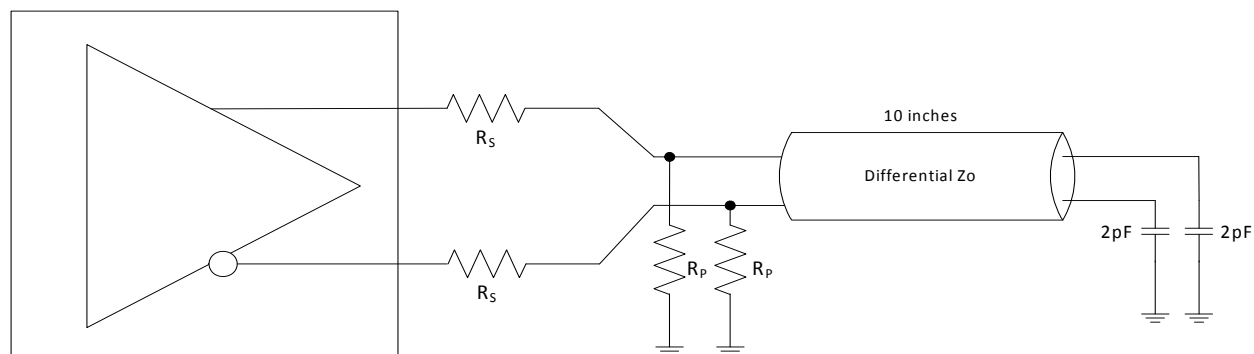 10 inches
R_S
Differential Zo
2pF
2pF
R_P
R_P
R_S